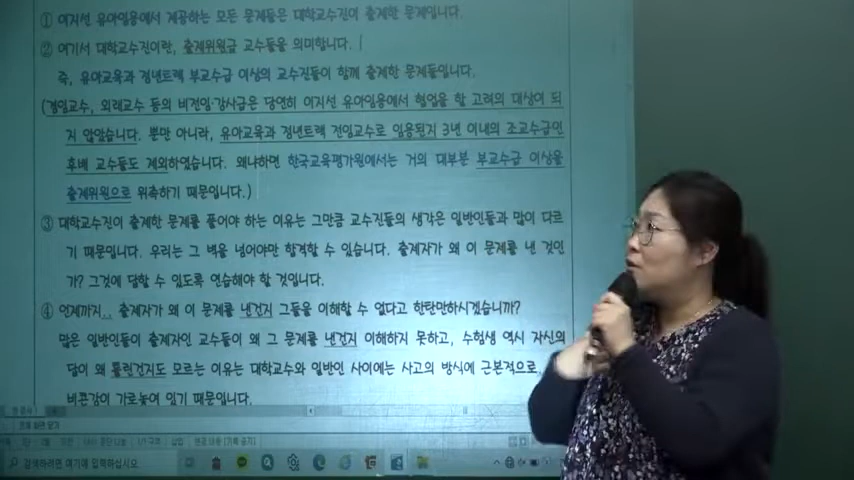 ① 이지선 유아임용에서 제공하는 모든 문제들은 대학교수진이 출제한 문제입니다.
② 여기서 대학교수진이란, 출제위원급 교수들을 의미합니다.
즉, 유아교육과 정년트랙 부교수급 이상의 교수진들이 함께 출제한 문제들입니다.
(겸임교수, 외래교수 등의 비전임·강사급은 당연히 이지선 유아임용에서 협업을 할 고려의 대상이 되
지 않았습니다. 뿐만 아니라, 유아교육과 정년트랙 전임교수로 임용된지 3년 이내의 조교수급인
후배 교수들도 제외하였습니다. 왜냐하면 한국교육평가원에서는 거의 대부분 부교수급 이상을
출제위원으로 위촉하기 때문입니다.)
③ 대학교수진이 출제한 문제를 풀어야 하는 이유는 그만큼 교수진들의 생각은 일반인들과 많이 다르
기 때문입니다. 우리는 그 벽을 넘어야만 합격할 수 있습니다. 출제자가 왜 이 문제를 낸 것인
가? 그것에 답할 수 있도록 연습해야 할 것입니다.
④ 언제까지.. 출제자가 왜 이 문제를 낸건지 그들을 이해할 수 없다고 한탄만하시겠습니까?
많은 일반인들이 출제자인 교수들이 왜 그 문제를 낸건지 이해하지 못하고, 수험생 역시 자신의
답이 왜 틀린건지도 모르는 이유는 대학교수와 일반인 사이에는 사고의 방식에 근본적으로
이 가로놓여 있기 때문입니다.
검색하려면 여기에 입력하십시오